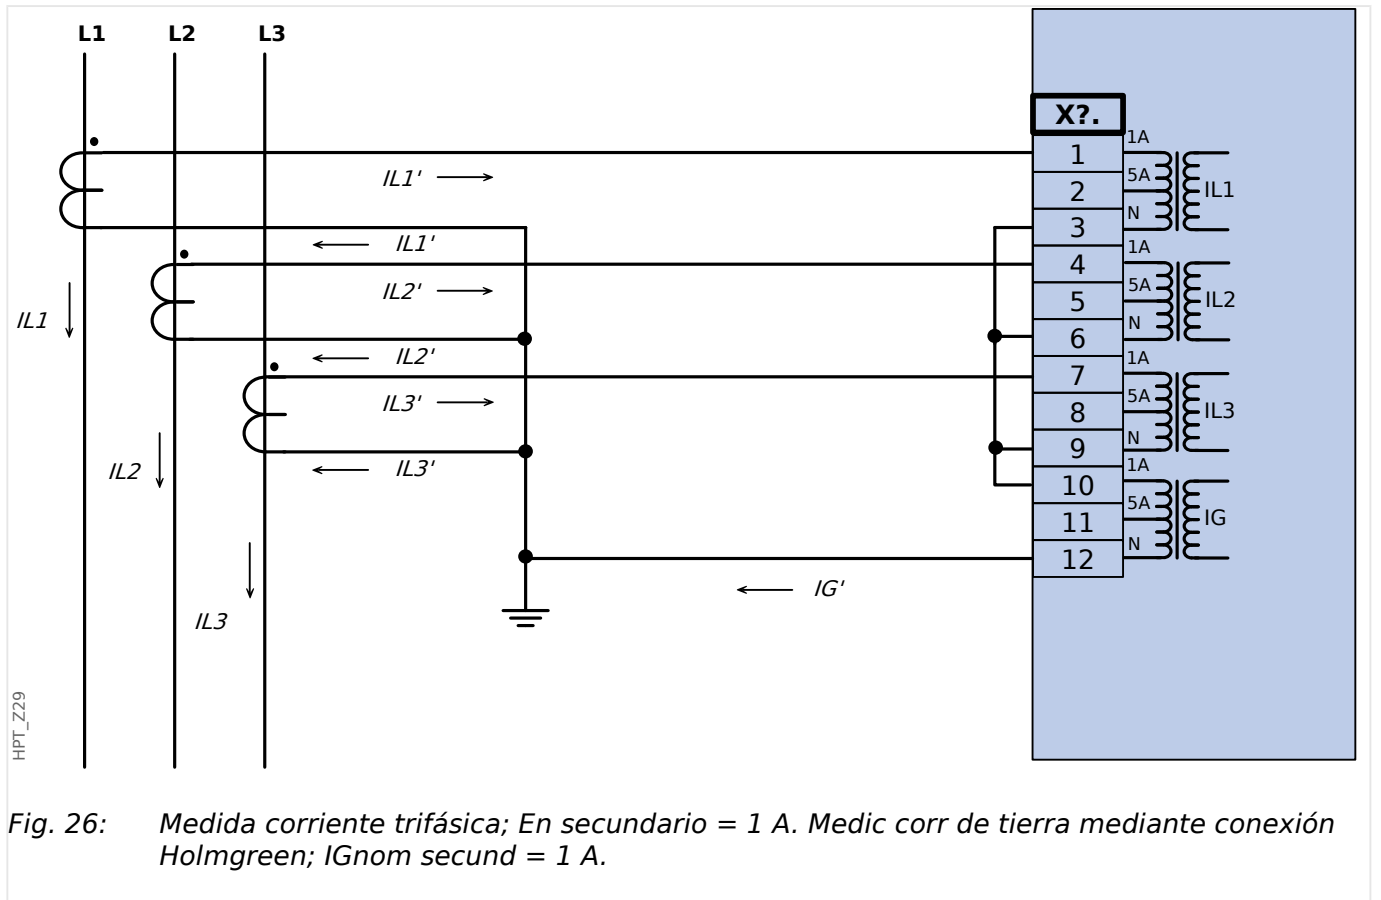 L1 L2 L3
X?.
1A
1
5A
2
IL1
N
3
1A
4
5A
5
IL2
N
6
1A
7
5A
8
IL3
N
9
1A
10
5A
11
IG
N
12
IL1'
IL1'
IL2'
IL1
IL2'
IL3'
IL2
IL3'
IG'
IL3
HPT_Z29
Fig. 26: Medida corriente trifásica; En secundario = 1 A. Medic corr de tierra mediante conexión
Holmgreen; IGnom secund = 1 A.